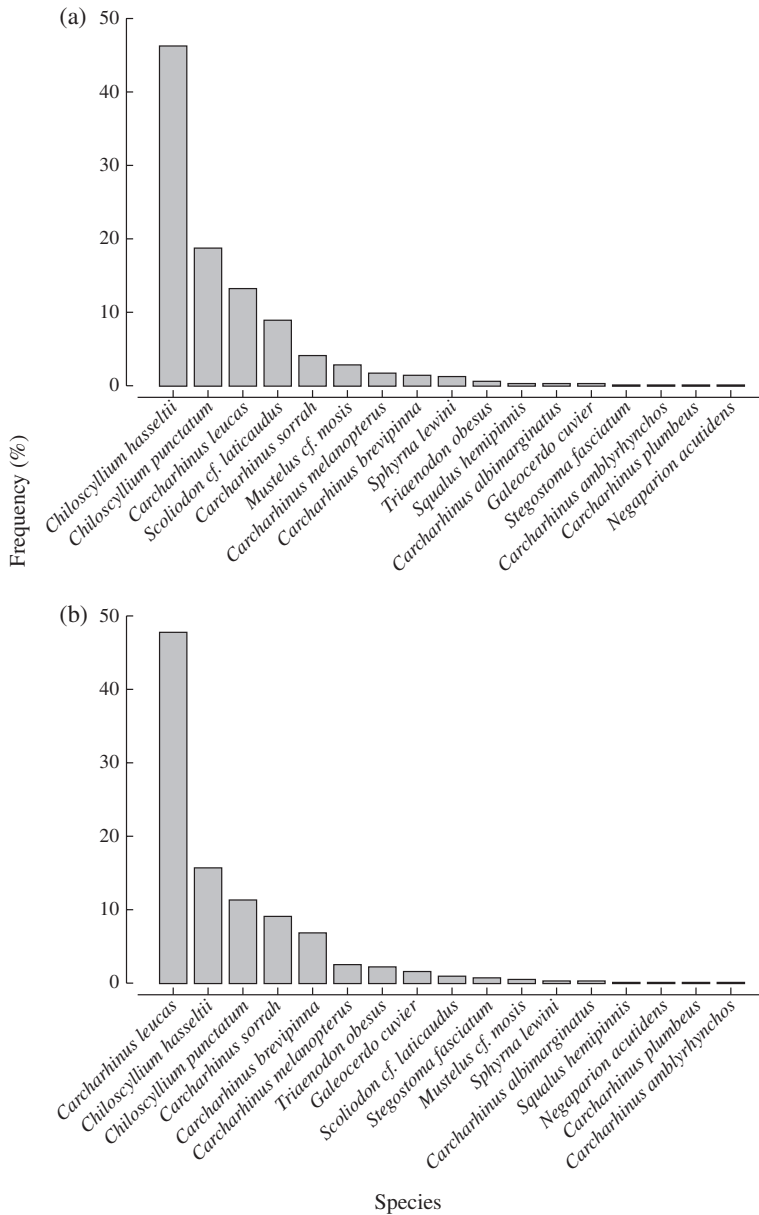 (a)
50
40
30
20
10
0
Chiloscyllium hasseltii
Chiloscyllium punctatum
Carcharhinus leucas
Scoliodon cf. laticaudus
Carcharhinus sorrah
Mustelus cf. mosis
Carcharhinus melanopterus
Carcharhinus brevipinna
Sphyrna lewini
Triaenodon obesus
Squalus hemipinnis
Carcharhinus albimarginatus
Galeocerdo cuvier
Stegostoma fasciatum
Carcharhinus amblyrhynchos
Carcharhinus plumbeus
Negaparion acutidens
Frequency (%)
(b)
50
40
30
20
10
0
Carcharhinus leucas
Chiloscyllium hasseltii
Chiloscyllium punctatum
Carcharhinus sorrah
Carcharhinus brevipinna
Carcharhinus melanopterus
Triaenodon obesus
Galeocerdo cuvier
Scoliodon cf. laticaudus
Stegostoma fasciatum
Mustelus cf. mosis
Sphyrna lewini
Carcharhinus albimarginatus
Squalus hemipinnis
Negaparion acutidens
Carcharhinus plumbeus
Carcharhinus amblyrhynchos
Species